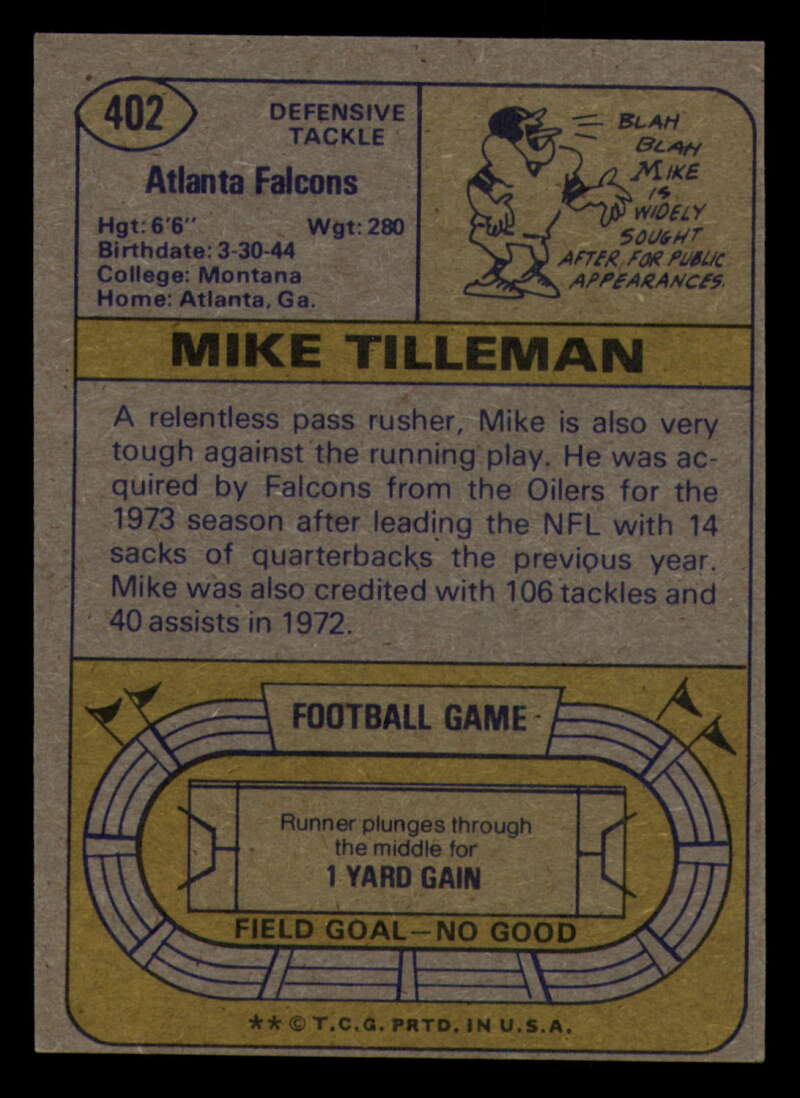 402
DEFENSIVE
TACKLE
Atlanta Falcons
Hgt: 6'6" Wgt: 280
Birthdate: 3-30-44
College: Montana
Home: Atlanta, Ga.
BLAH
BLAH
MIKE
IS
WIDELY
SOUGHT
AFTER FOR PUBLIC
APPEARANCES.
MIKE TILLEMAN
A relentless pass rusher, Mike is also very
tough against the running play. He was ac-
quired by Falcons from the Oilers for the
1973 season after leading the NFL with 14
sacks of quarterbacks the previous year.
Mike was also credited with 106 tackles and
40 assists in 1972.
FOOTBALL GAME
Runner plunges through
the middle for
1 YARD GAIN
FIELD GOAL—NO GOOD
** © T.C.G. PRTD. IN U.S.A.